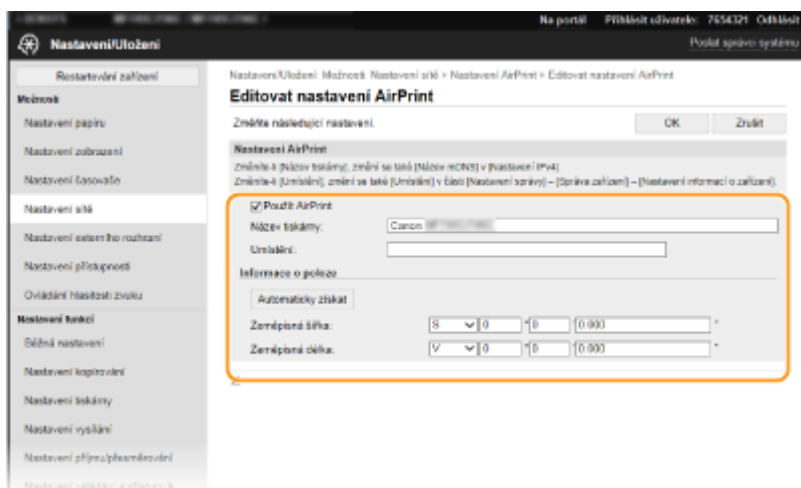 Na portál Přihlásit uživatele: 7654321 Odhlásit
Nastavení/Uložení
Poslat správci systému
Restartování zařízení
Možnosti
Nastavení papíru
Nastavení zobrazení
Nastavení časovače
Nastavení sítě
Nastavení externího rozhraní
Nastavení přístupnosti
Ovládání hlasitosti zvuku
Nastavení funkcí
Běžná nastavení
Nastavení kopírování
Nastavení tiskárny
Nastavení vysílání
Nastavení příjmu/přesměrování
Nastavení/Uložení: Možnosti: Nastavení sítě > Nastavení AirPrint > Editovat nastavení AirPrint
Editovat nastavení AirPrint
Změňte následující nastavení.
OK
Zrušit
Nastavení AirPrint
Změníte-li [Název tiskárny], změní se také [Název mDNS] v [Nastavení IPv4].
Změníte-li [Umístění], změní se také [Umístění] v části [Nastavení správy] – [Správa zařízení] – [Nastavení informací o zařízení].
Použít AirPrint
Název tiskárny: Canon
Umístění:
Informace o poloze
Automaticky získat
Zeměpisná šířka: S 0 ° 0 ' 0.000 "
Zeměpisná délka: V 0 ° 0 ' 0.000 "